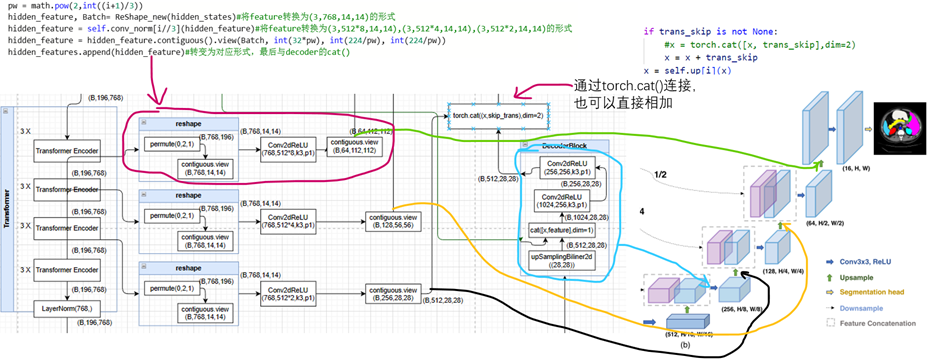 pw = math.pow(2,int((i+1)/3))
hidden_feature, Batch= ReShape_new(hidden_states)#将feature转换为(3,768,14,14)的形式
hidden_feature = self.conv_norm[i//3](hidden_feature)#将feature转换为(3,512*8,14,14),(3,512*4,14,14),(3,512*2,14,14)的形式
hidden_feature = hidden_feature.contiguous().view(Batch, int(32*pw), int(224/pw), int(224/pw))
hidden_features.append(hidden_feature)#转变为对应形式，最后与decoder的cat()
if trans_skip is not None:
#x = torch.cat([x, trans_skip],dim=2)
x = x + trans_skip
x = self.up[i](x)
通过torch.cat()连接，
也可以直接相加
(B,196,768)
Transformer
3 X
Transformer Encoder
(B,196,768)
reshape
permute(0,2,1)
(B,768,196)
contiguous.view
(B,768,14,14)
(B,768,14,14)
Conv2dReLU
(768,512*8,k3,p1)
(B,64,112,112)
contiguous.view
(B,64,112,112)
torch.cat((x,skip_trans),dim=2)
3 X
Transformer Encoder
(B,196,768)
reshape
permute(0,2,1)
(B,768,196)
contiguous.view
(B,768,14,14)
(B,768,14,14)
Conv2dReLU
(768,512*4,k3,p1)
contiguous.view
(B,128,56,56)
3 X
Transformer Encoder
(B,196,768)
LayerNorm(768,)
(B,196,768)
reshape
permute(0,2,1)
(B,768,196)
contiguous.view
(B,768,14,14)
(B,768,14,14)
Conv2dReLU
(768,512*2,k3,p1)
contiguous.view
(B,256,28,28)
(B,512,28,28)
(B,512,28,28)
DecoderBlock
Conv2dReLU
(256,256,k3,p1)
(B,256,28,28)
Conv2dReLU
(1024,256,k3,p1)
(B,1024,28,28)
cat([x,feature],dim=1)
(B,512,28,28)
upSamplingBiliner2d
((28,28))
1/2
4
(16, H, W)
(64, H/2, W/2)
(128, H/4, W/4)
(256, H/8, W/8)
(512, H/16, W/16)
(b)
Conv3x3, ReLU
Upsample
Segmentation head
Downsample
Feature Concatenation